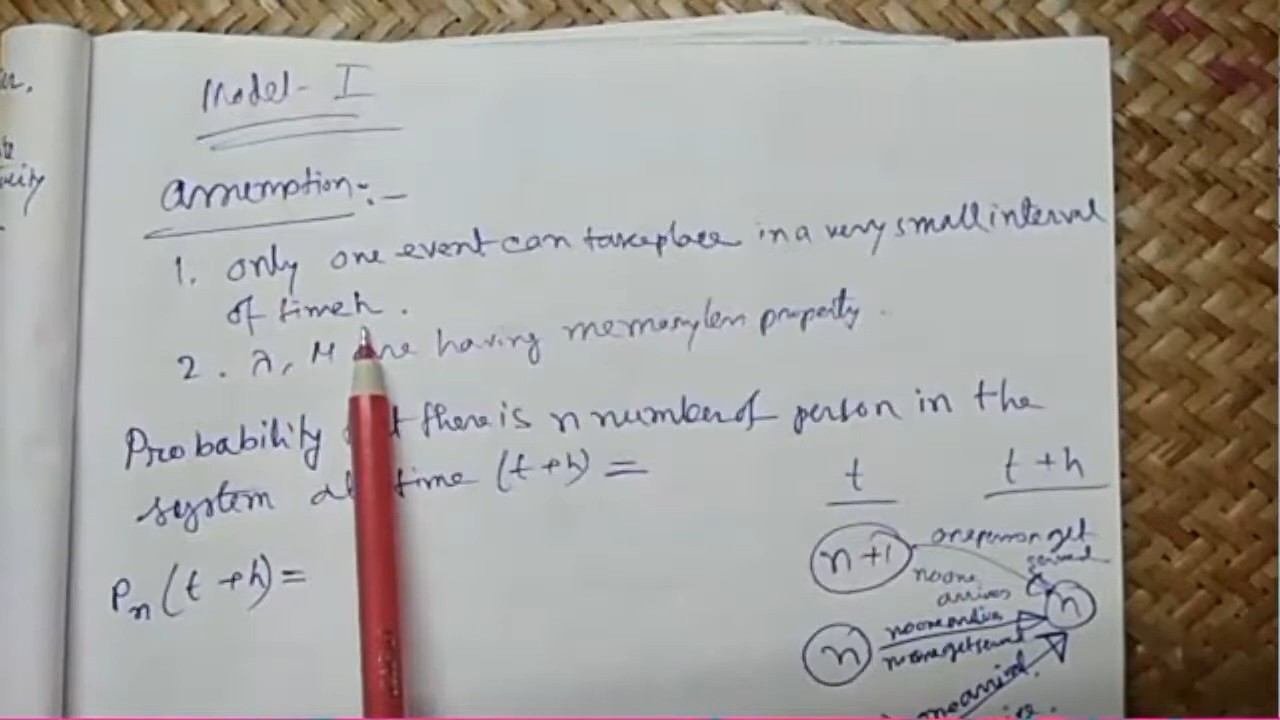 Model - I
Assumption :-
1. Only one event can take place in a very small interval
of time h.
2. λ, μ are having memoryless property.
Probability that there is n number of person in the
system at time (t+h) =
t t+h
n+1 one person get
served
no one
arrives
n
Pn(t+h) =
no one arrives
n no one get served
one arrival.